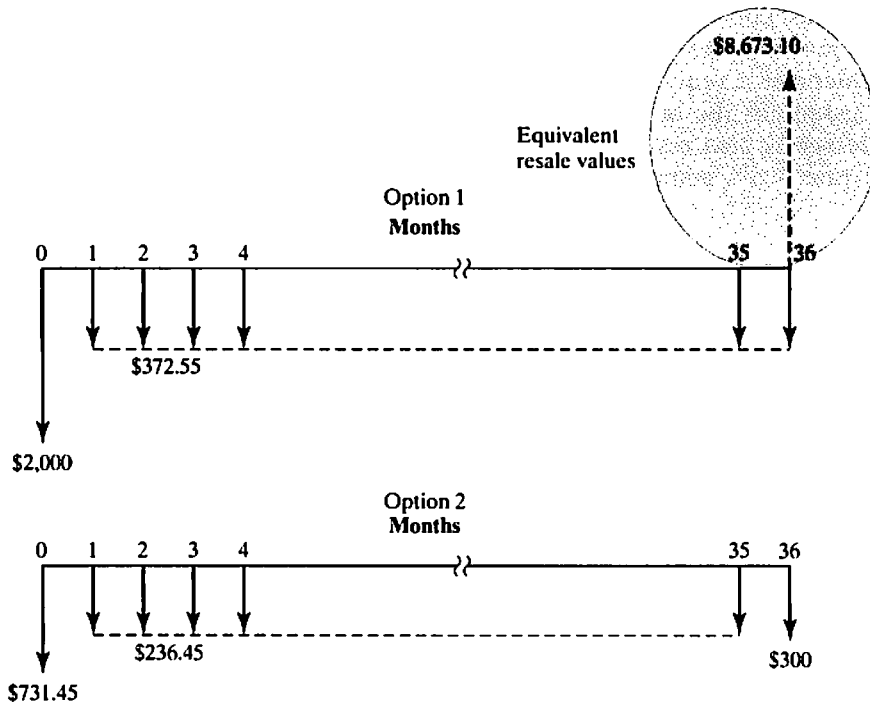 $8,673.10
Equivalent
resale values
Option 1
Months
0 1 2 3 4 35 36
$372.55
$2,000
Option 2
Months
0 1 2 3 4 35 36
$236.45
$300
$731.45